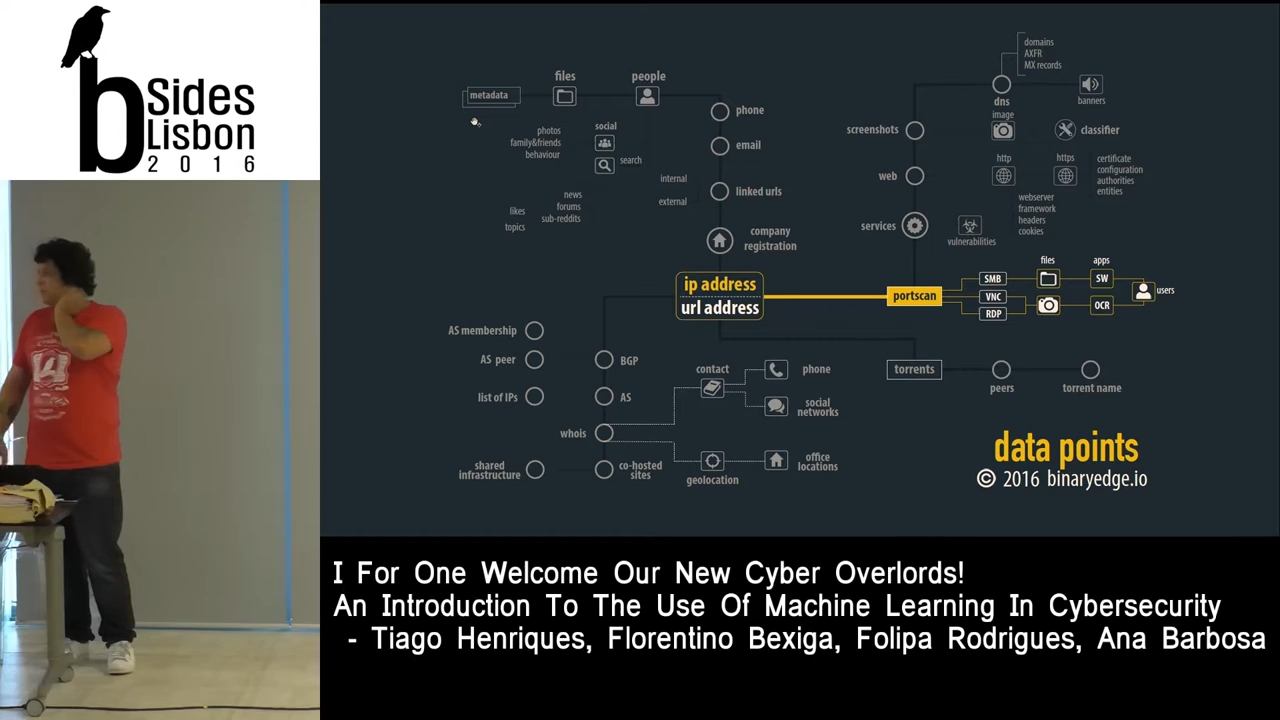 b Sides
Lisbon
2016
files
people
metadata
social
photos
family&friends
behaviour
search
news
forums
sub-reddits
likes
topics
internal
external
phone
email
linked urls
company
registration
ip address
url address
domains
AXFR
MX records
dns
banners
screenshots
image
classifier
web
http
https
certificate
configuration
authorities
entities
webserver
framework
headers
cookies
services
vulnerabilities
portscan
SMB
VNC
RDP
files
apps
SW
OCR
users
AS membership
AS peer
BGP
list of IPs
AS
whois
shared
infrastructure
co-hosted
sites
contact
phone
social
networks
geolocation
office
locations
torrents
peers
torrent name
data points
© 2016 binaryedge.io
I For One Welcome Our New Cyber Overlords!
An Introduction To The Use Of Machine Learning In Cybersecurity
- Tiago Henriques, Florentino Bexiga, Folipa Rodrigues, Ana Barbosa